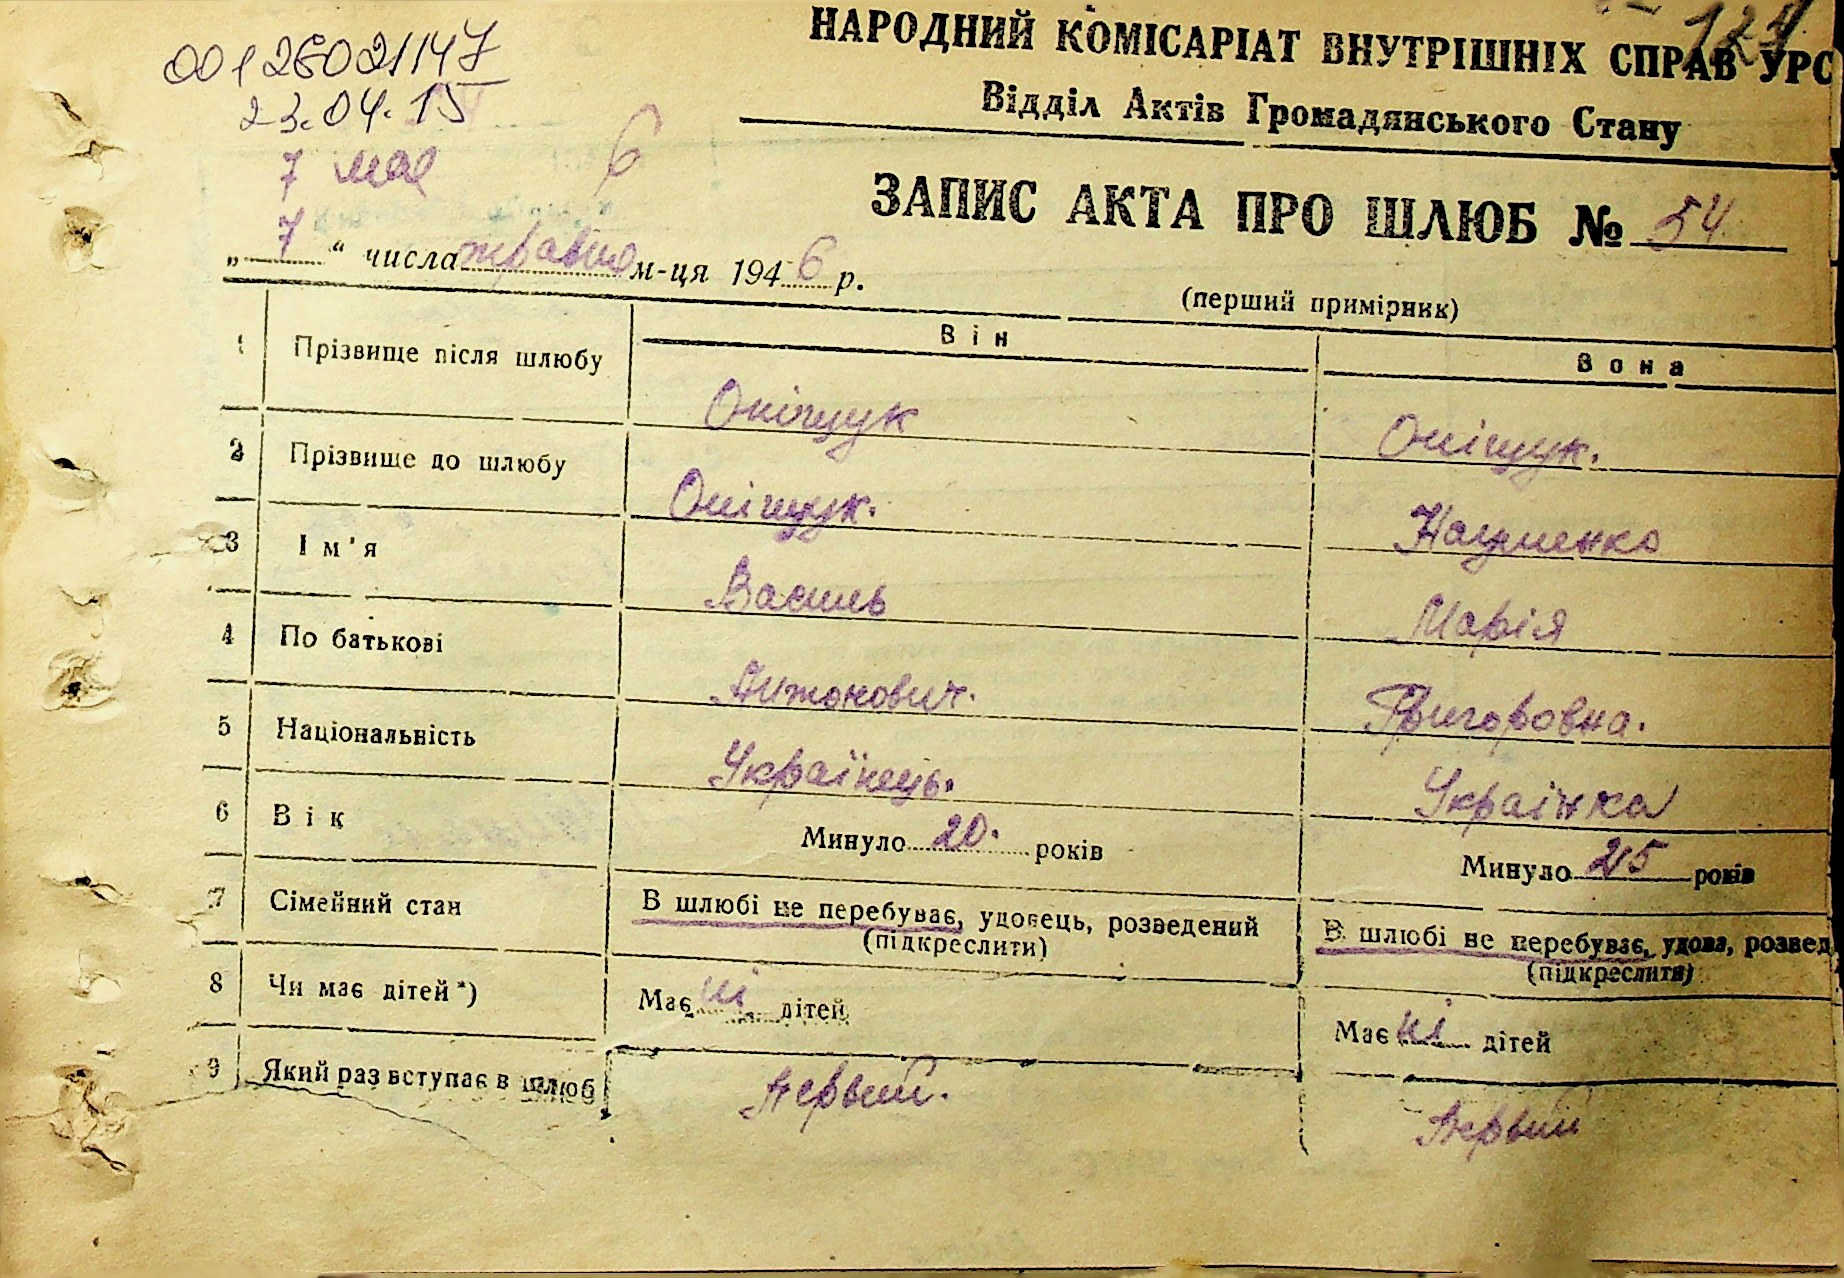 00126021147
23.04.15
124
НАРОДНИЙ КОМІСАРІАТ ВНУТРІШНІХ СПРАВ УРС
Відділ Актів Громадянського Стану
7 мая 6
ЗАПИС АКТА ПРО ШЛЮБ № 54
„ 7 “ числа травня м-ця 194 6 р.
(перший примірник)
Він Вона
1 Прізвище після шлюбу Оніщук Оніщук.
2 Прізвище до шлюбу Оніщук.
3 Ім'я Василь Марія
4 По батькові Антонович. Григоровна.
5 Національність Українець. Українка
6 Вік Минуло 20. років Минуло 25 років
7 Сімейний стан В шлюбі не перебуває, удовець, розведений В шлюбі не перебуває, удова, розвед
(підкреслити) (підкреслити)
8 Чи має дітей*) Має ні дітей Має ні дітей
9 Який раз вступає в шлюб Первий. Первий